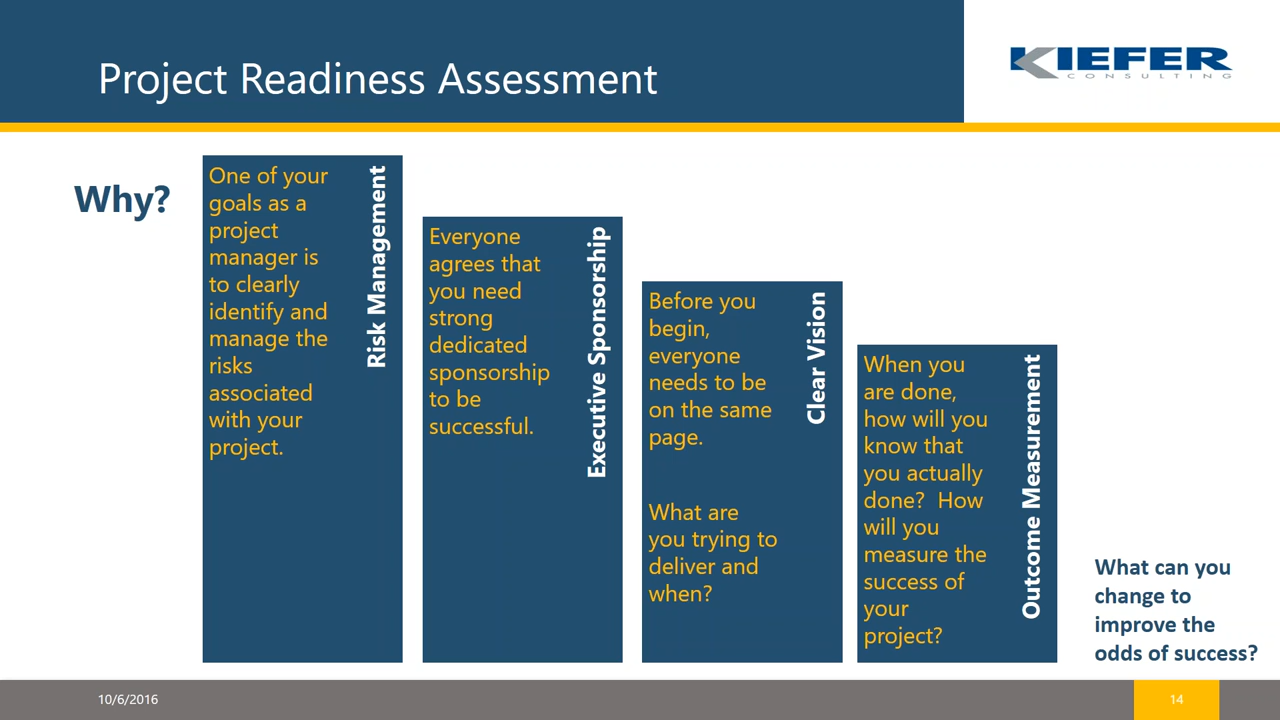 Project Readiness Assessment
KIEFER
CONSULTING
Why?
One of your
goals as a
project
manager is
to clearly
identify and
manage the
risks
associated
with your
project.
Risk Management
Everyone
agrees that
you need
strong
dedicated
sponsorship
to be
successful.
Executive Sponsorship
Before you
begin,
everyone
needs to be
on the same
page.
What are
you trying to
deliver and
when?
Clear Vision
When you
are done,
how will you
know that
you actually
done?  How
will you
measure the
success of
your
project?
Outcome Measurement
What can you
change to
improve the
odds of success?
10/6/2016
14